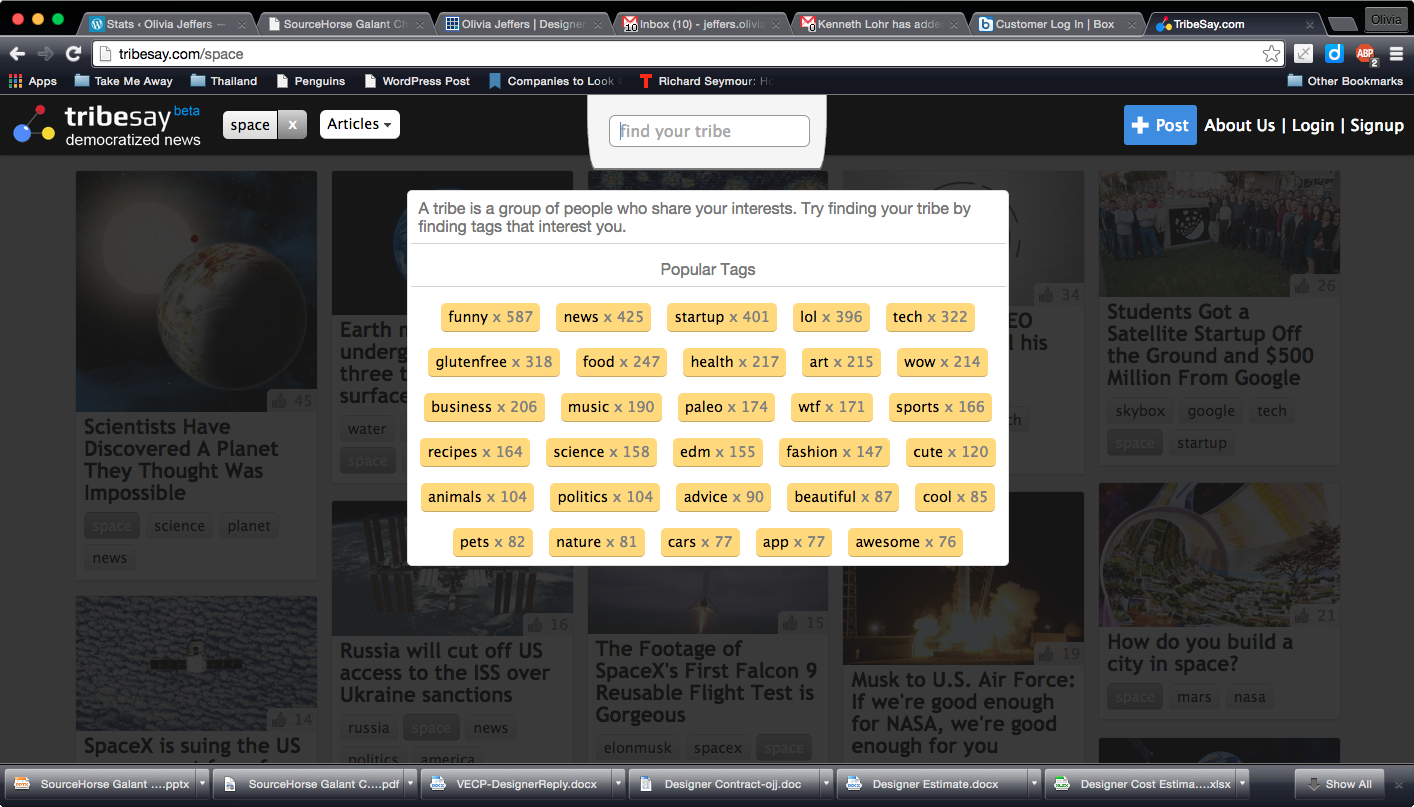 Stats ‹ Olivia Jeffers —
SourceHorse Galant Ch
Olivia Jeffers | Designer
Inbox (10) - jeffers.olivia
Kenneth Lohr has adde
Customer Log In | Box
TribeSay.com
Olivia
10
0
tribesay.com/space
ABP
2
Apps
Take Me Away
Thailand
Penguins
WordPress Post
Companies to Look
Richard Seymour: H
Other Bookmarks
tribesay beta
democratized news
space x
Articles
find your tribe
Post
About Us | Login | Signup
A tribe is a group of people who share your interests. Try finding your tribe by
finding tags that interest you.
Popular Tags
funny x 587 news x 425 startup x 401 lol x 396 tech x 322
glutenfree x 318 food x 247 health x 217 art x 215 wow x 214
business x 206 music x 190 paleo x 174 wtf x 171 sports x 166
recipes x 164 science x 158 edm x 155 fashion x 147 cute x 120
animals x 104 politics x 104 advice x 90 beautiful x 87 cool x 85
pets x 82 nature x 81 cars x 77 app x 77 awesome x 76
45
Scientists Have
Discovered A Planet
They Thought Was
Impossible
space science planet
news
14
SpaceX is suing the US
Earth
underg
three t
surface
water
space
16
Russia will cut off US
access to the ISS over
Ukraine sanctions
russia space news
politics america
15
The Footage of
SpaceX's First Falcon 9
Reusable Flight Test is
Gorgeous
elonmusk spacex space
34
EO
his
19
Musk to U.S. Air Force:
If we're good enough
for NASA, we're good
enough for you
26
Students Got a
Satellite Startup Off
the Ground and $500
Million From Google
skybox google tech
space startup
21
How do you build a
city in space?
space mars nasa
SourceHorse Galant ....pptx
SourceHorse Galant C....pdf
VECP-DesignerReply.docx
Designer Contract-ojj.doc
Designer Estimate.docx
Designer Cost Estima....xlsx
Show All